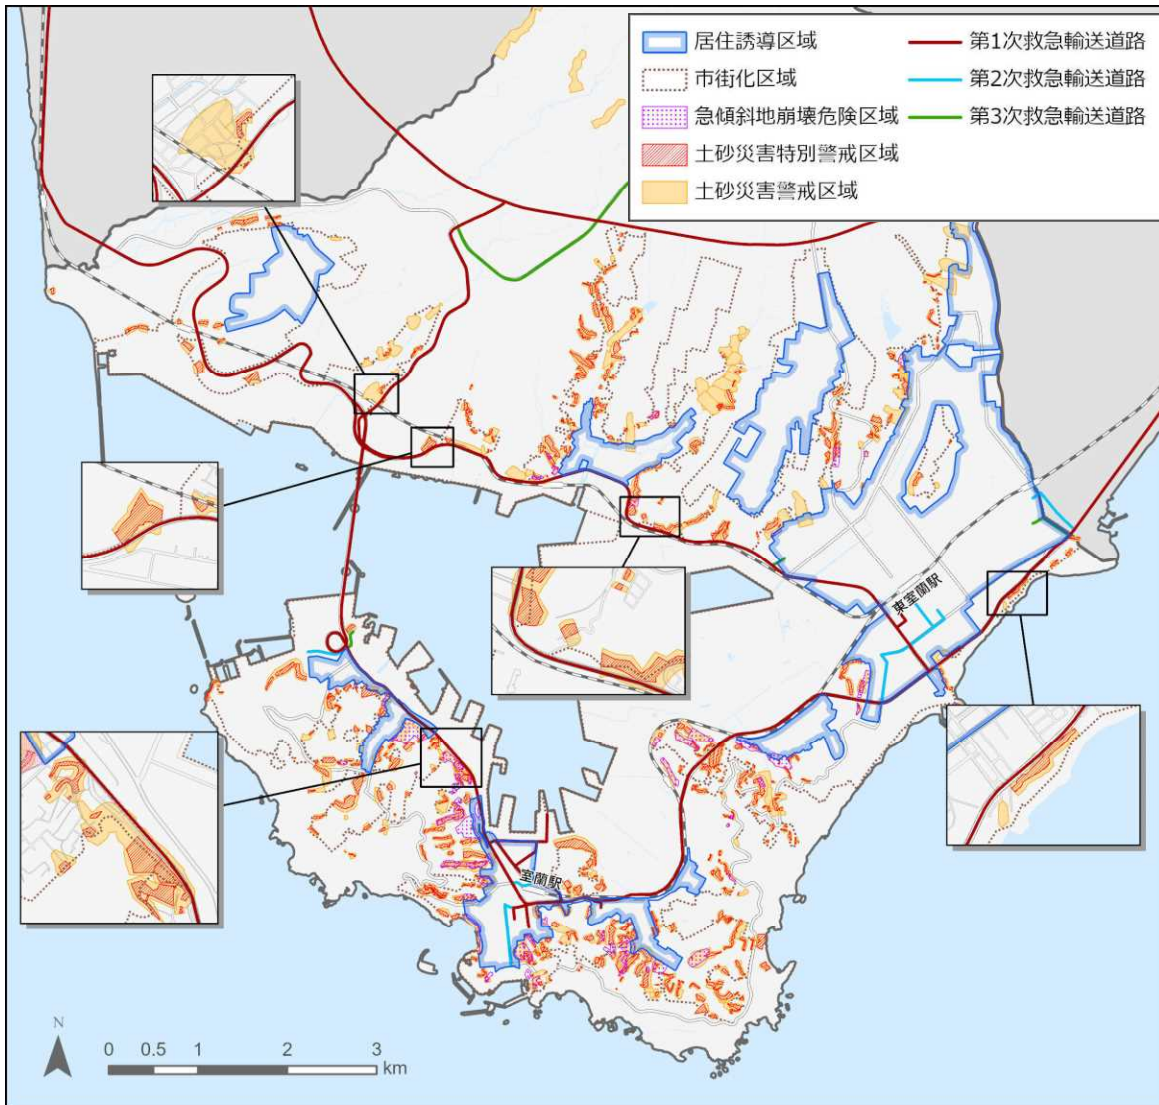 居住誘導区域
市街化区域
急傾斜地崩壊危険区域
土砂災害特別警戒区域
土砂災害警戒区域
第1次救急輸送道路
第2次救急輸送道路
第3次救急輸送道路
東室蘭駅
室蘭駅
N
0 0.5 1 2 3
km